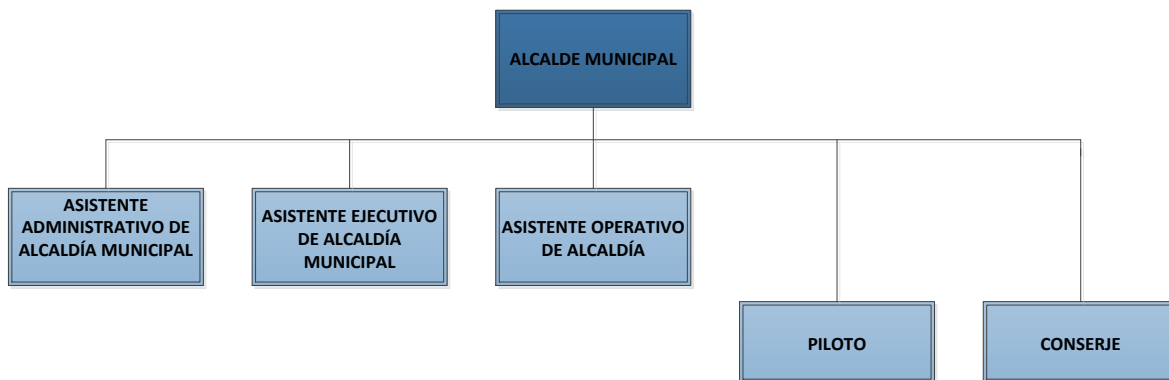 ALCALDE MUNICIPAL
ASISTENTE
ADMINISTRATIVO DE
ALCALDÍA MUNICIPAL
ASISTENTE EJECUTIVO
DE ALCALDÍA
MUNICIPAL
ASISTENTE OPERATIVO
DE ALCALDÍA
PILOTO
CONSERJE